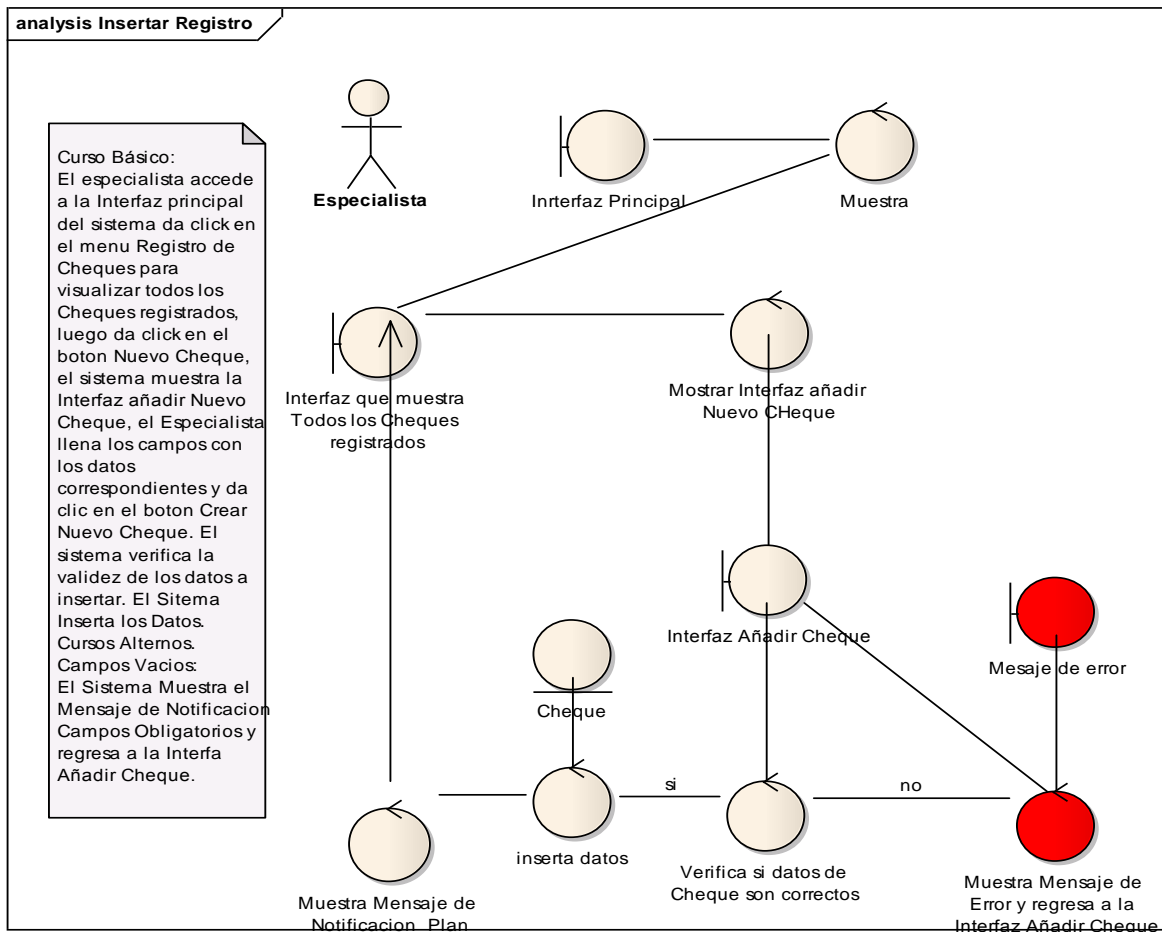 analysis Insertar Registro
Curso Básico:
El especialista accede
a la Interfaz principal
del sistema da click en
el menu Registro de
Cheques para
visualizar todos los
Cheques registrados,
luego da click en el
boton Nuevo Cheque,
el sistema muestra la
Interfaz añadir Nuevo
Cheque, el Especialista
llena los campos con
los datos
correspondientes y da
clic en el boton Crear
Nuevo Cheque. El
sistema verifica la
validez de los datos a
insertar. El Sitema
Inserta los Datos.
Cursos Alternos.
Campos Vacios:
El Sistema Muestra el
Mensaje de Notificacion
Campos Obligatorios y
regresa a la Interfa
Añadir Cheque.
Especialista
Inrterfaz Principal
Muestra
Interfaz que muestra
Todos los Cheques
registrados
Mostrar Interfaz añadir
Nuevo CHeque
Interfaz Añadir Cheque
Mesaje de error
Cheque
si
no
inserta datos
Verifica si datos de
Cheque son correctos
Muestra Mensaje de
Notificacion Plan
Muestra Mensaje de
Error y regresa a la
Interfaz Añadir Cheque